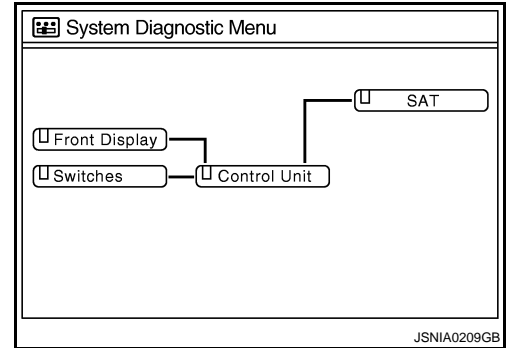 System Diagnostic Menu
SAT
Front Display
Switches
Control Unit
JSNIA0209GB